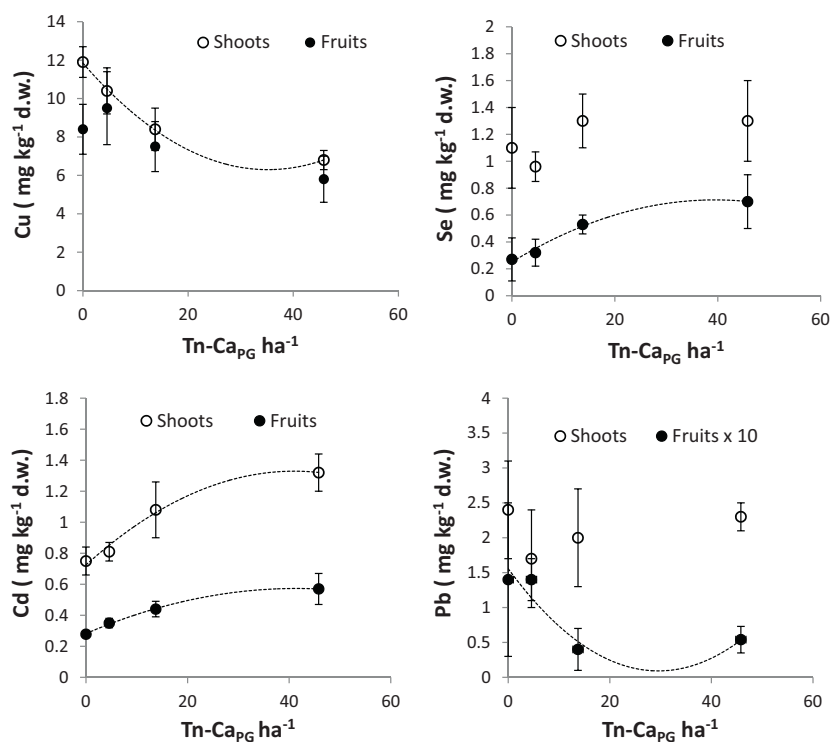 Shoots Fruits
14
12
10
8
6
4
2
0
Cu ( mg kg⁻¹ d.w.)
0 20 40 60
Tn-Ca_PG ha⁻¹
Shoots Fruits
2
1.8
1.6
1.4
1.2
1
0.8
0.6
0.4
0.2
0
Se ( mg kg⁻¹ d.w.)
0 20 40 60
Tn-Ca_PG ha⁻¹
Shoots Fruits
1.8
1.6
1.4
1.2
1
0.8
0.6
0.4
0.2
0
Cd ( mg kg⁻¹ d.w.)
0 20 40 60
Tn-Ca_PG ha⁻¹
Shoots Fruits x 10
4
3.5
3
2.5
2
1.5
1
0.5
0
Pb ( mg kg⁻¹ d.w.)
0 20 40 60
Tn-Ca_PG ha⁻¹